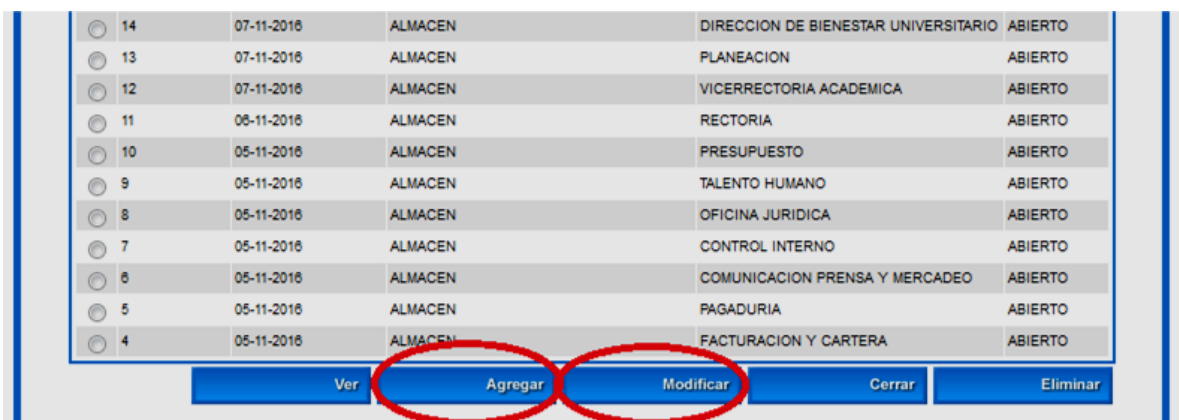 14 07-11-2016 ALMACEN DIRECCION DE BIENESTAR UNIVERSITARIO ABIERTO
13 07-11-2016 ALMACEN PLANEACION ABIERTO
12 07-11-2016 ALMACEN VICERRECTORIA ACADEMICA ABIERTO
11 06-11-2016 ALMACEN RECTORIA ABIERTO
10 05-11-2016 ALMACEN PRESUPUESTO ABIERTO
9 05-11-2016 ALMACEN TALENTO HUMANO ABIERTO
8 05-11-2016 ALMACEN OFICINA JURIDICA ABIERTO
7 05-11-2016 ALMACEN CONTROL INTERNO ABIERTO
6 05-11-2016 ALMACEN COMUNICACION PRENSA Y MERCADEO ABIERTO
5 05-11-2016 ALMACEN PAGADURIA ABIERTO
4 05-11-2016 ALMACEN FACTURACION Y CARTERA ABIERTO
Ver Agregar Modificar Cerrar Eliminar